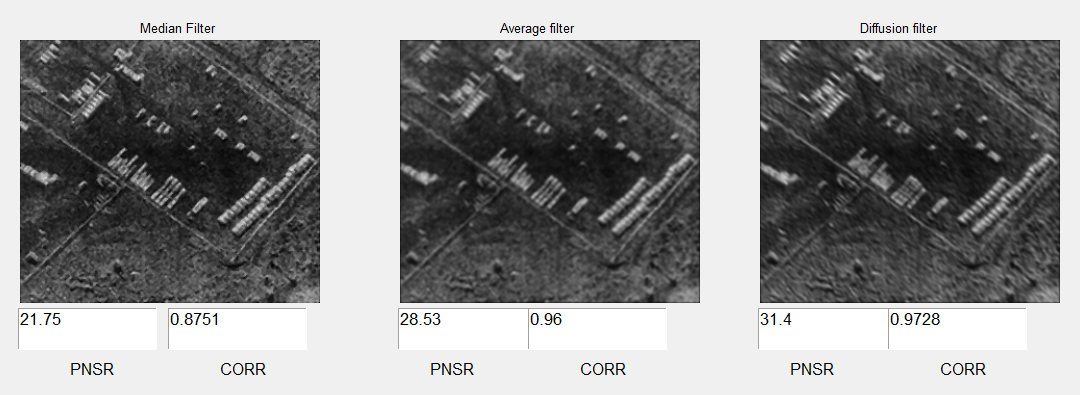 Median Filter
Average filter
Diffusion filter
21.75
0.8751
28.53
0.96
31.4
0.9728
PNSR
CORR
PNSR
CORR
PNSR
CORR